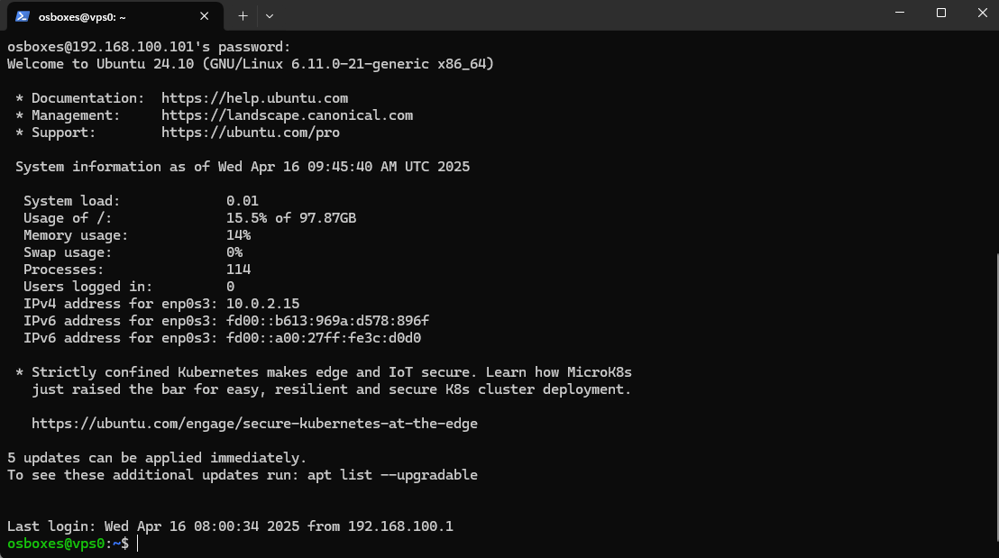 osboxes@vps0: ~
osboxes@192.168.100.101's password:
Welcome to Ubuntu 24.10 (GNU/Linux 6.11.0-21-generic x86_64)
* Documentation:  https://help.ubuntu.com
* Management:     https://landscape.canonical.com
* Support:        https://ubuntu.com/pro
System information as of Wed Apr 16 09:45:40 AM UTC 2025
System load:             0.01
Usage of /:              15.5% of 97.87GB
Memory usage:            14%
Swap usage:              0%
Processes:               114
Users logged in:         0
IPv4 address for enp0s3: 10.0.2.15
IPv6 address for enp0s3: fd00::b613:969a:d578:896f
IPv6 address for enp0s3: fd00::a00:27ff:fe3c:d0d0
* Strictly confined Kubernetes makes edge and IoT secure. Learn how MicroK8s
just raised the bar for easy, resilient and secure K8s cluster deployment.
https://ubuntu.com/engage/secure-kubernetes-at-the-edge
5 updates can be applied immediately.
To see these additional updates run: apt list --upgradable
Last login: Wed Apr 16 08:00:34 2025 from 192.168.100.1
osboxes@vps0:~$